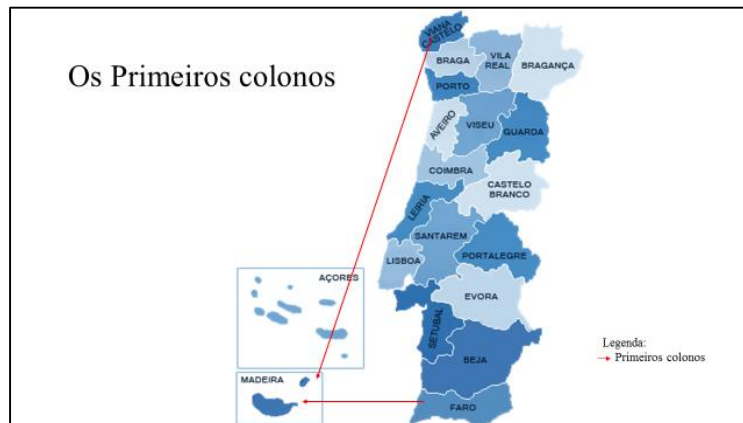 Os Primeiros colonos
VIANA
CASTELO
BRAGA
VILA
REAL
BRAGANÇA
PORTO
AVEIRO
VISEU
GUARDA
COIMBRA
CASTELO
BRANCO
LEIRIA
SANTAREM
LISBOA
PORTALEGRE
AÇORES
EVORA
SETUBAL
Legenda:
Primeiros colonos
BEJA
MADEIRA
FARO